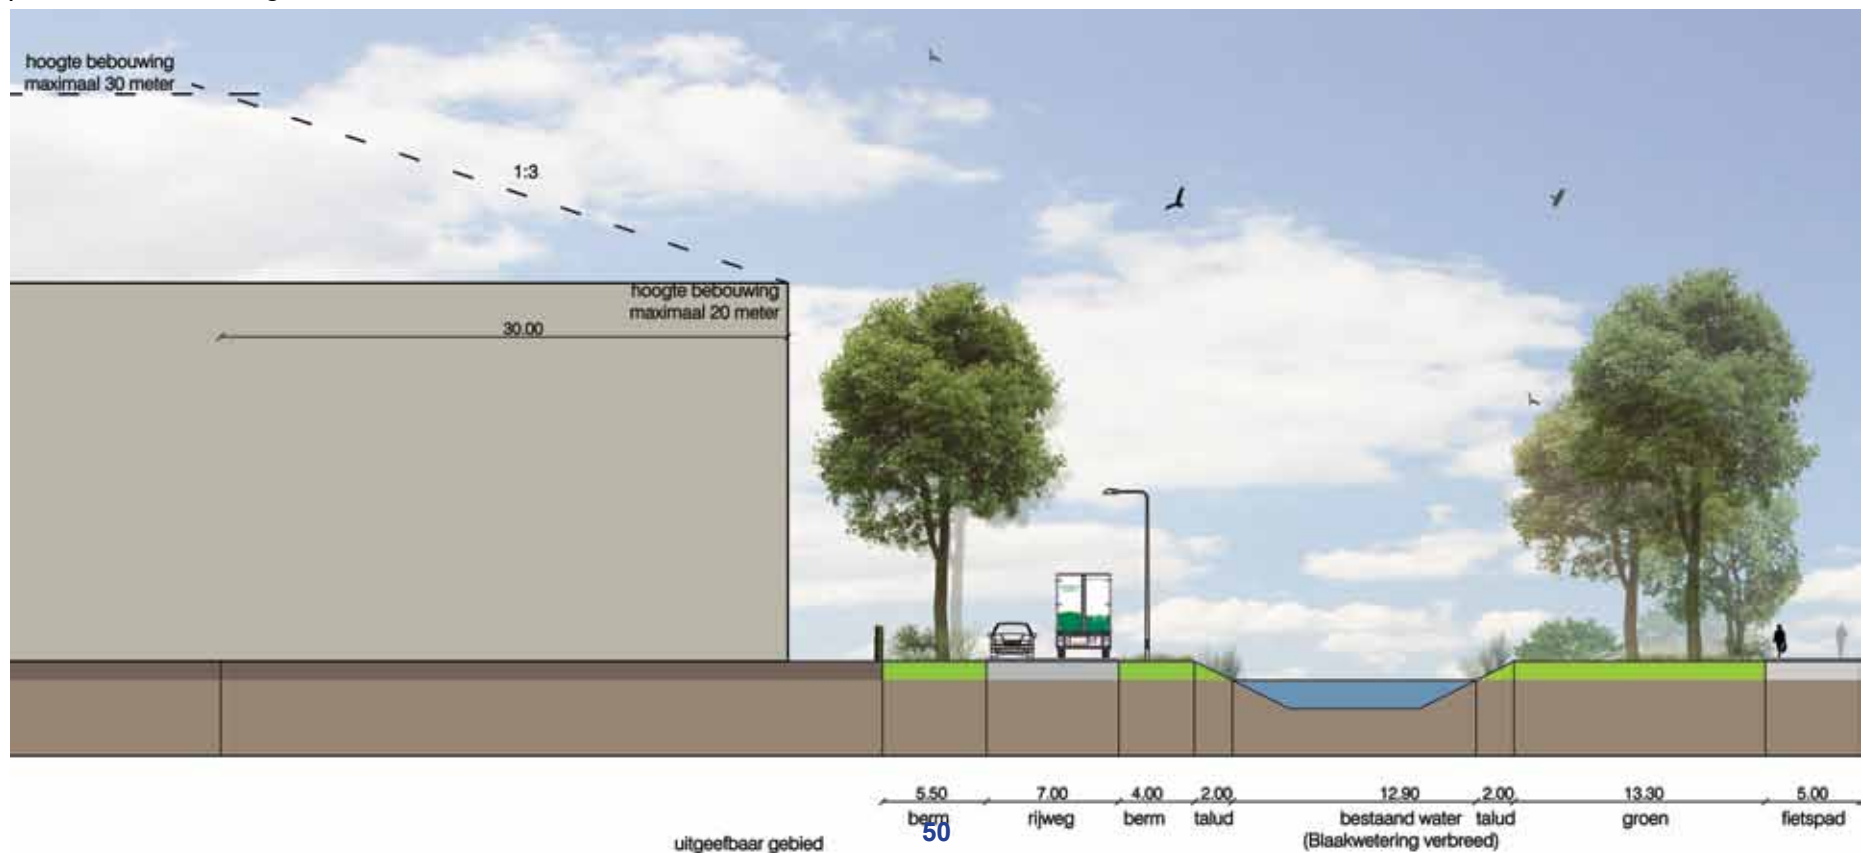 hoogte bebouwing
maximaal 30 meter
1:3
hoogte bebouwing
maximaal 20 meter
30.00
5.50 7.00 4.00 2.00 12.90 2.00 13.30 5.00
berm rijweg berm talud bestaand water talud groen fietspad
(Blaakwetering verbreed)
50
uitgeefbaar gebied